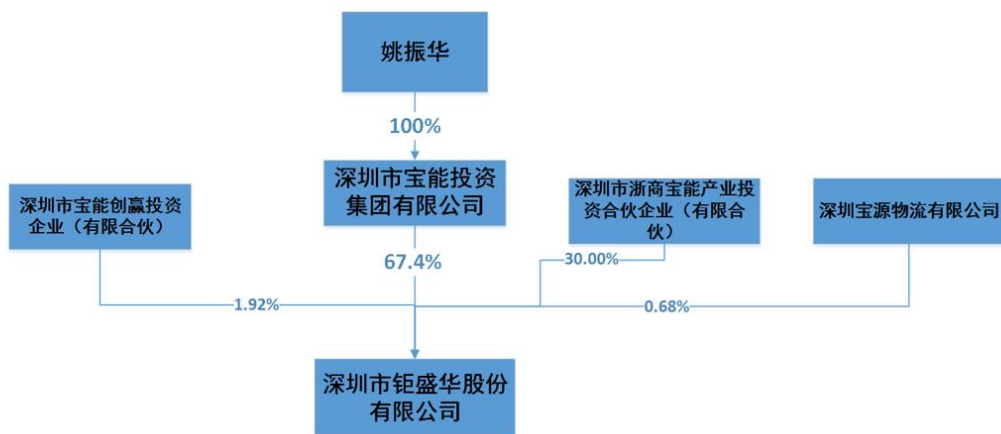 姚振华
100%
深圳市宝能投资
集团有限公司
深圳市宝能创赢投资
企业（有限合伙）
深圳市浙商宝能产业投
资合伙企业（有限合
伙）
深圳宝源物流有限公司
67.4%
30.00%
1.92%
0.68%
深圳市钜盛华股份
有限公司